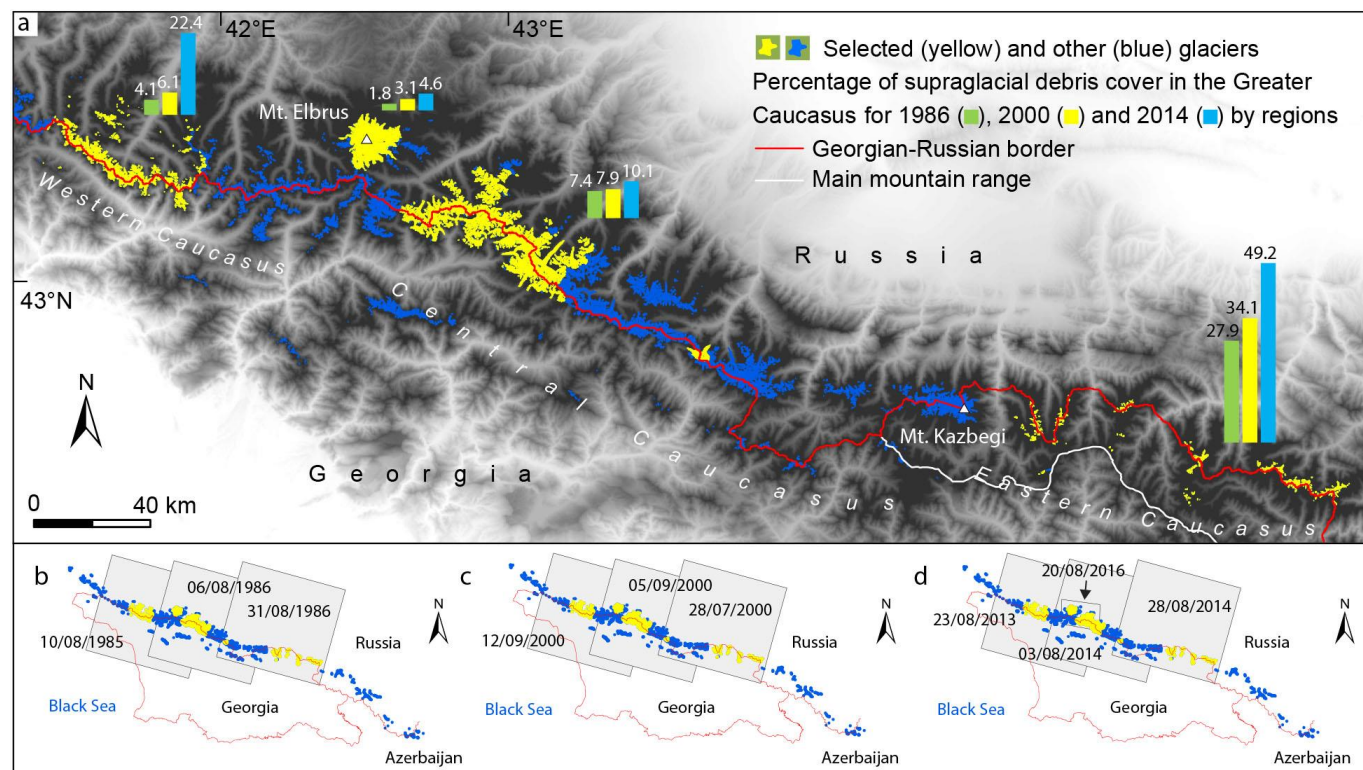 a
42°E
43°E
22.4
4.1
6.1
Mt. Elbrus
1.8
3.1
4.6
Selected (yellow) and other (blue) glaciers
Percentage of supraglacial debris cover in the Greater
Caucasus for 1986 ( ), 2000 ( ) and 2014 ( ) by regions
Georgian-Russian border
Main mountain range
7.4
7.9
10.1
Western Caucasus
Russia
43°N
Central Caucasus
49.2
34.1
27.9
N
Mt. Kazbegi
Georgia
Eastern Caucasus
0 40 km
b
06/08/1986
31/08/1986
10/08/1985
N
Russia
Black Sea
Georgia
Azerbaijan
c
05/09/2000
28/07/2000
12/09/2000
N
Russia
Black Sea
Georgia
Azerbaijan
d
20/08/2016
28/08/2014
23/08/2013
03/08/2014
N
Russia
Black Sea
Georgia
Azerbaijan